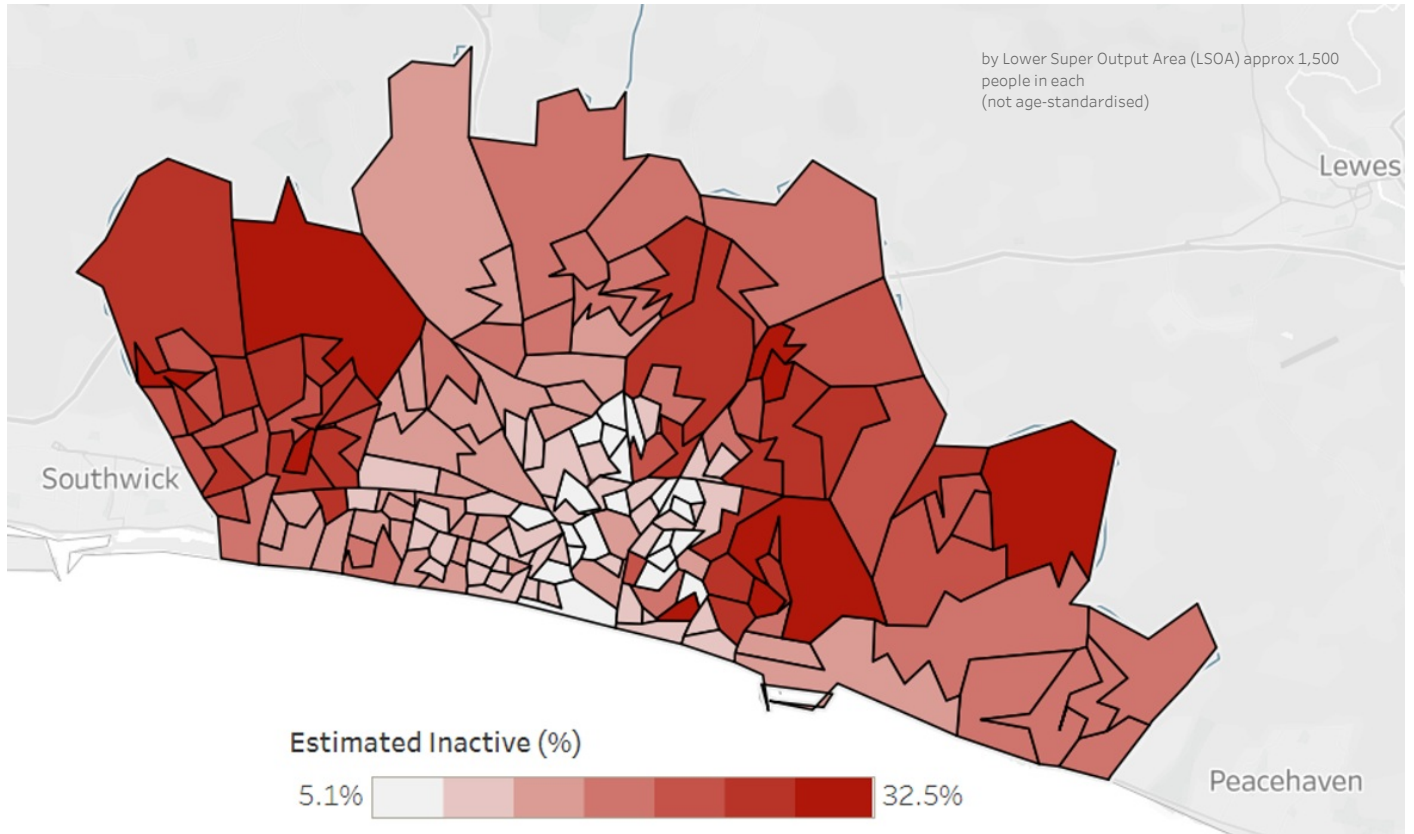 by Lower Super Output Area (LSOA) approx 1,500
people in each
(not age-standardised)
Lewes
Southwick
Estimated Inactive (%)
5.1%
32.5%
Peacehaven